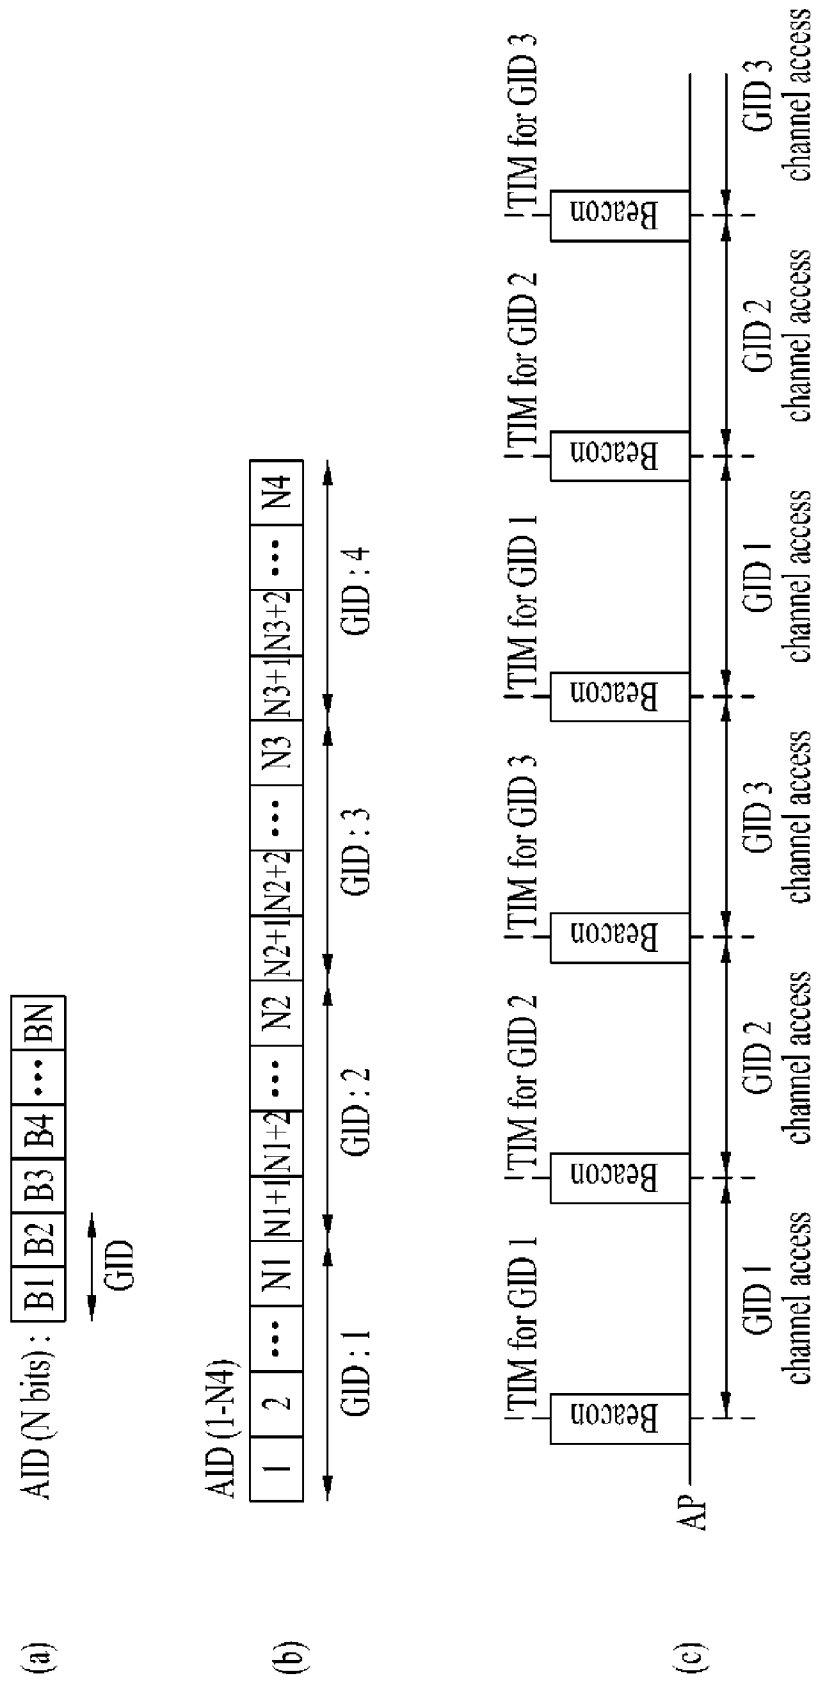 (a)
AID (N bits) : B1 B2 B3 B4 ••• BN
GID
(b)
AID (1-N4)
1 2 ••• N1 N1+1 N1+2 ••• N2 N2+1 N2+2 ••• N3 N3+1 N3+2 ••• N4
GID : 1 GID : 2 GID : 3 GID : 4
(c)
TIM for GID 1 TIM for GID 2 TIM for GID 3 TIM for GID 1 TIM for GID 2 TIM for GID 3
Beacon Beacon Beacon Beacon Beacon Beacon
AP
GID 1 GID 2 GID 3 GID 1 GID 2 GID 3
channel access channel access channel access channel access channel access channel access